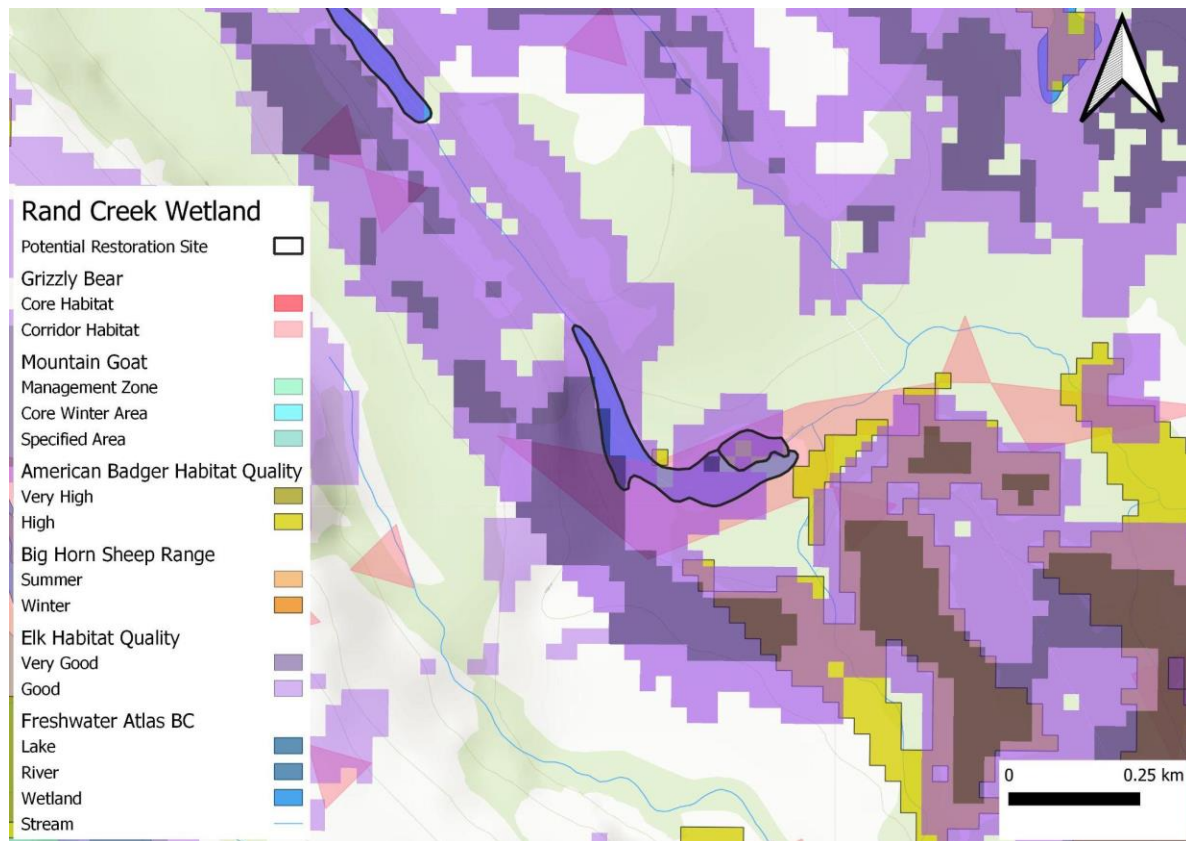 Rand Creek Wetland
Potential Restoration Site
Grizzly Bear
Core Habitat
Corridor Habitat
Mountain Goat
Management Zone
Core Winter Area
Specified Area
American Badger Habitat Quality
Very High
High
Big Horn Sheep Range
Summer
Winter
Elk Habitat Quality
Very Good
Good
Freshwater Atlas BC
Lake
River
Wetland
Stream
0 0.25 km